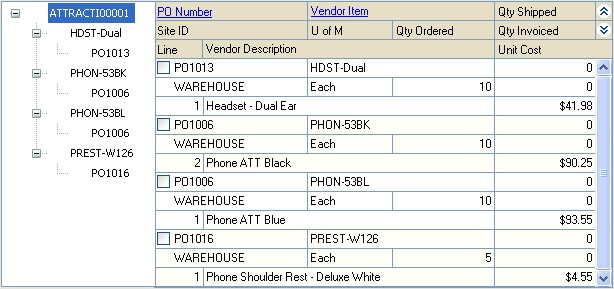 ATTRACTI00001
HDST-Dual
PO1013
PHON-53BK
PO1006
PHON-53BL
PO1006
PREST-W126
PO1016
PO Number Vendor Item Qty Shipped
Site ID U of M Qty Ordered Qty Invoiced
Line Vendor Description Unit Cost
PO1013 HDST-Dual 0
WAREHOUSE Each 10 0
1 Headset - Dual Ear $41.98
PO1006 PHON-53BK 0
WAREHOUSE Each 10 0
2 Phone ATT Black $90.25
PO1006 PHON-53BL 0
WAREHOUSE Each 10 0
1 Phone ATT Blue $93.55
PO1016 PREST-W126 0
WAREHOUSE Each 5 0
1 Phone Shoulder Rest - Deluxe White $4.55